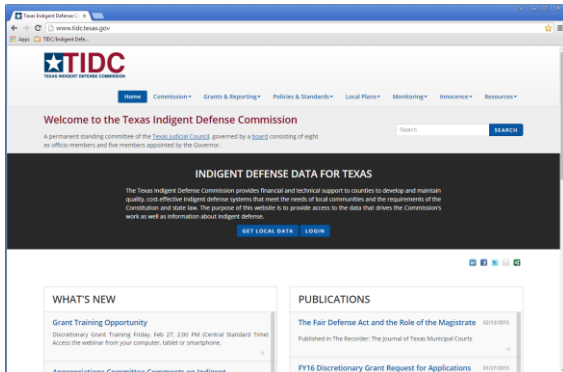 Texas Indigent Defense C
www.tidc.texas.gov
Apps TIDC/Indigent Defe...
TIDC
TEXAS INDIGENT DEFENSE COMMISSION
Home Commission Grants & Reporting Policies & Standards Local Plans Monitoring Innocence Resources
Welcome to the Texas Indigent Defense Commission
A permanent standing committee of the Texas Judicial Council, governed by a board consisting of eight
ex officio members and five members appointed by the Governor.
Search SEARCH
INDIGENT DEFENSE DATA FOR TEXAS
The Texas Indigent Defense Commission provides financial and technical support to counties to develop and maintain
quality, cost-effective indigent defense systems that meet the needs of local communities and the requirements of the
Constitution and state law. The purpose of this website is to provide access to the data that drives the Commission's
work as well as information about indigent defense.
GET LOCAL DATA LOGIN
WHAT'S NEW
Grant Training Opportunity
Discretionary Grant Training Friday, Feb 27, 2:00 PM (Central Standard Time)
Access the webinar from your computer, tablet or smartphone.
Appropriations Committee Comments on Indigent
PUBLICATIONS
The Fair Defense Act and the Role of the Magistrate 02/13/2015
Published in The Recorder: The Journal of Texas Municipal Courts
FY16 Discretionary Grant Request for Applications 01/27/2015